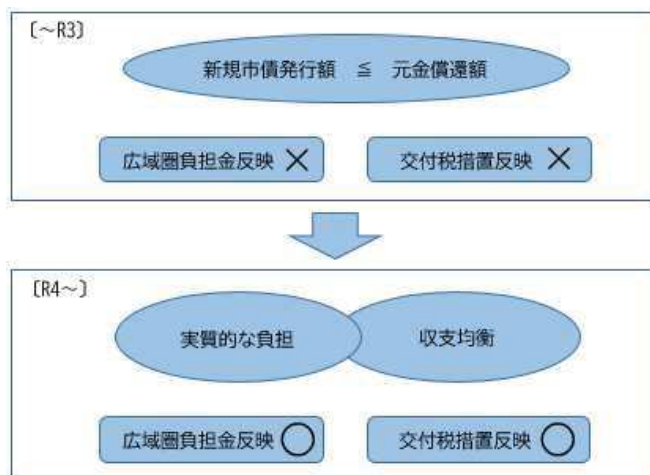 〔～R3〕
新規市債発行額 ≦ 元金償還額
広域圏負担金反映 ×
交付税措置反映 ×
〔R4～〕
実質的な負担
収支均衡
広域圏負担金反映 ○
交付税措置反映 ○